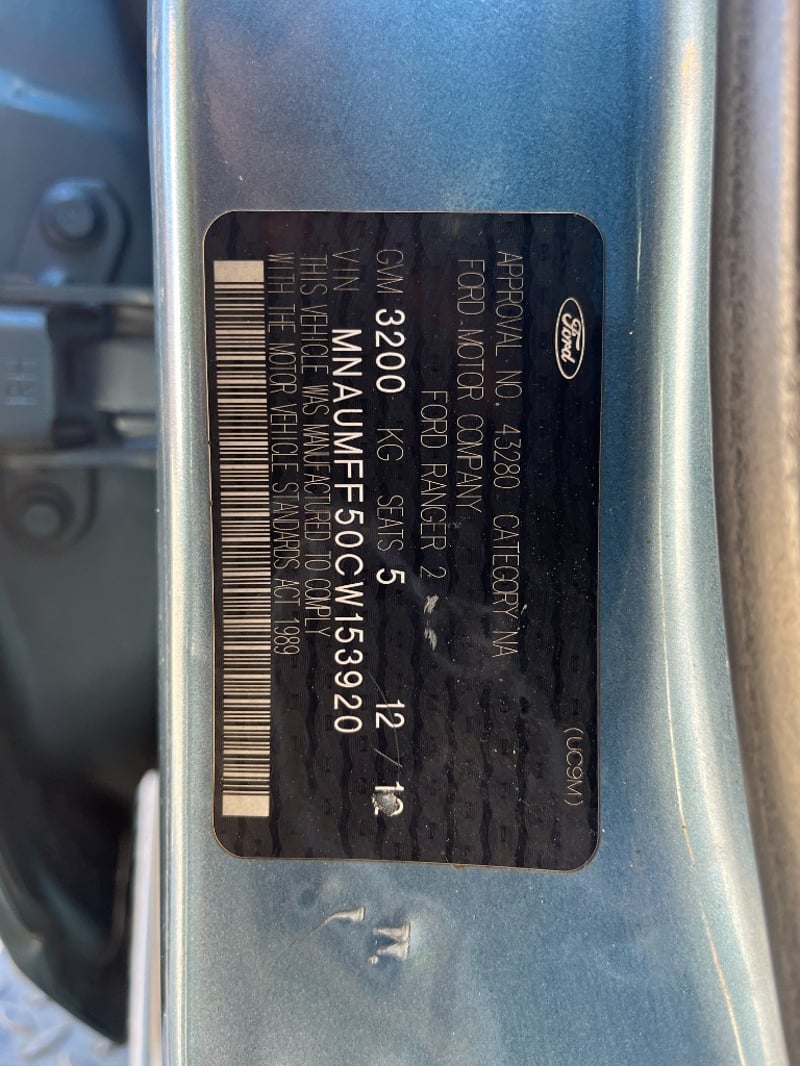 Ford
(UC9M)
APPROVAL NO. 43280 CATEGORY NA
FORD MOTOR COMPANY
FORD RANGER 2
GVM 3200 KG SEATS 5 12 / 12
VIN MNAUMFF50CW153920
THIS VEHICLE WAS MANUFACTURED TO COMPLY
WITH THE MOTOR VEHICLE STANDARDS ACT 1989